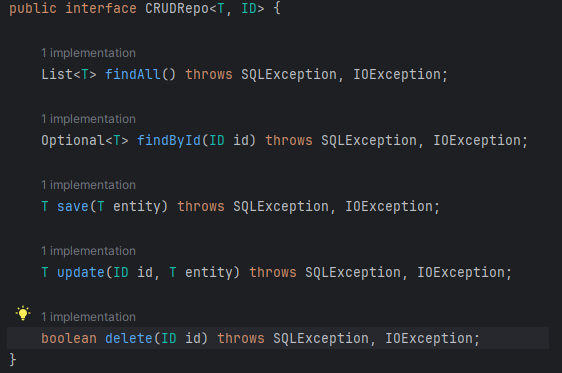 public interface CRUDRepo<T, ID> {
1 implementation
List<T> findAll() throws SQLException, IOException;
1 implementation
Optional<T> findById(ID id) throws SQLException, IOException;
1 implementation
T save(T entity) throws SQLException, IOException;
1 implementation
T update(ID id, T entity) throws SQLException, IOException;
1 implementation
boolean delete(ID id) throws SQLException, IOException;
}